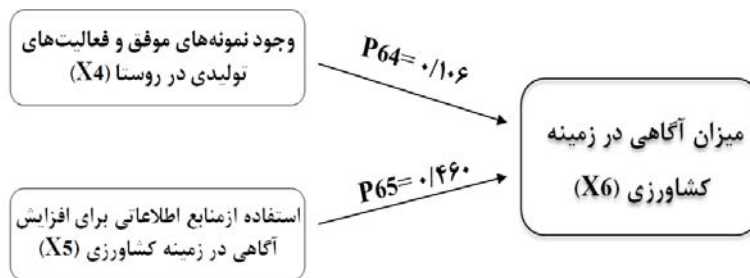 وجود نمونه‌های موفق و فعالیت‌های
تولیدی در روستا (X4)
P64= ۰/۱۰۶
میزان آگاهی در زمینه
کشاورزی (X6)
P65= ۰/۴۶۰
استفاده ازمنابع اطلاعاتی برای افزایش
آگاهی در زمینه کشاورزی (X5)